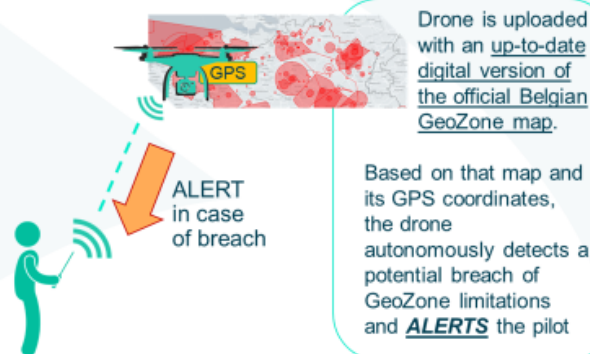 GPS
ALERT
in case
of breach
Drone is uploaded
with an up-to-date
digital version of
the official Belgian
GeoZone map.
Based on that map and
its GPS coordinates,
the drone
autonomously detects a
potential breach of
GeoZone limitations
and ALERTS the pilot